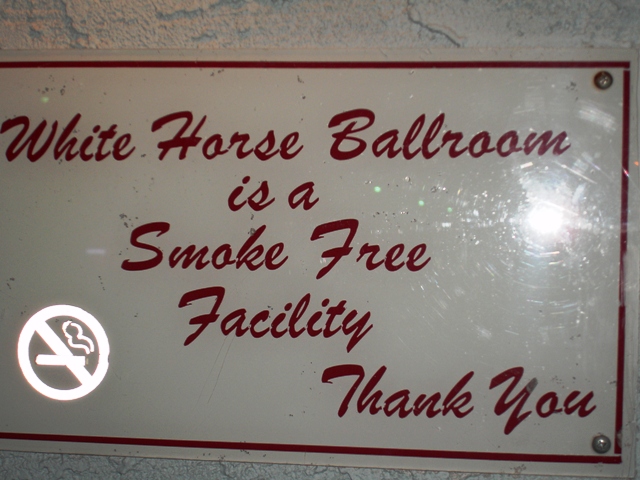 White Horse Ballroom
is a
Smoke Free
Facility
Thank You